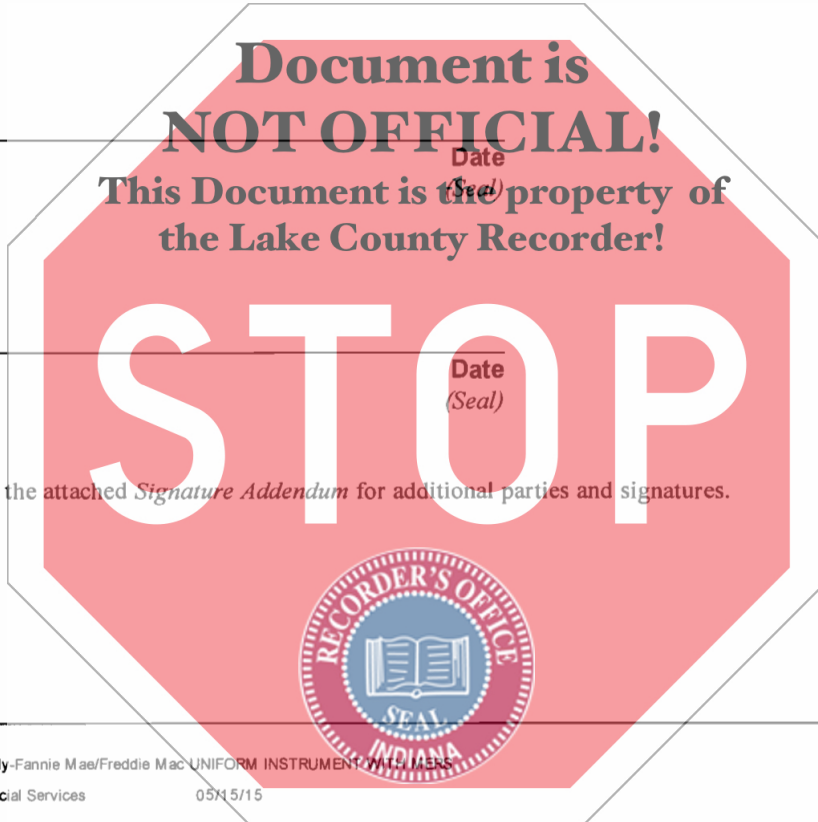 Document is
NOT OFFICIAL!
Date
This Document is the property of
(Seal)
the Lake County Recorder!
STOP
Date
(Seal)
the attached Signature Addendum for additional parties and signatures.
RECORDER'S OFFICE
SEAL
INDIANA
ly-Fannie Mae/Freddie Mac UNIFORM INSTRUMENT WITH MERS
cial Services 05/15/15